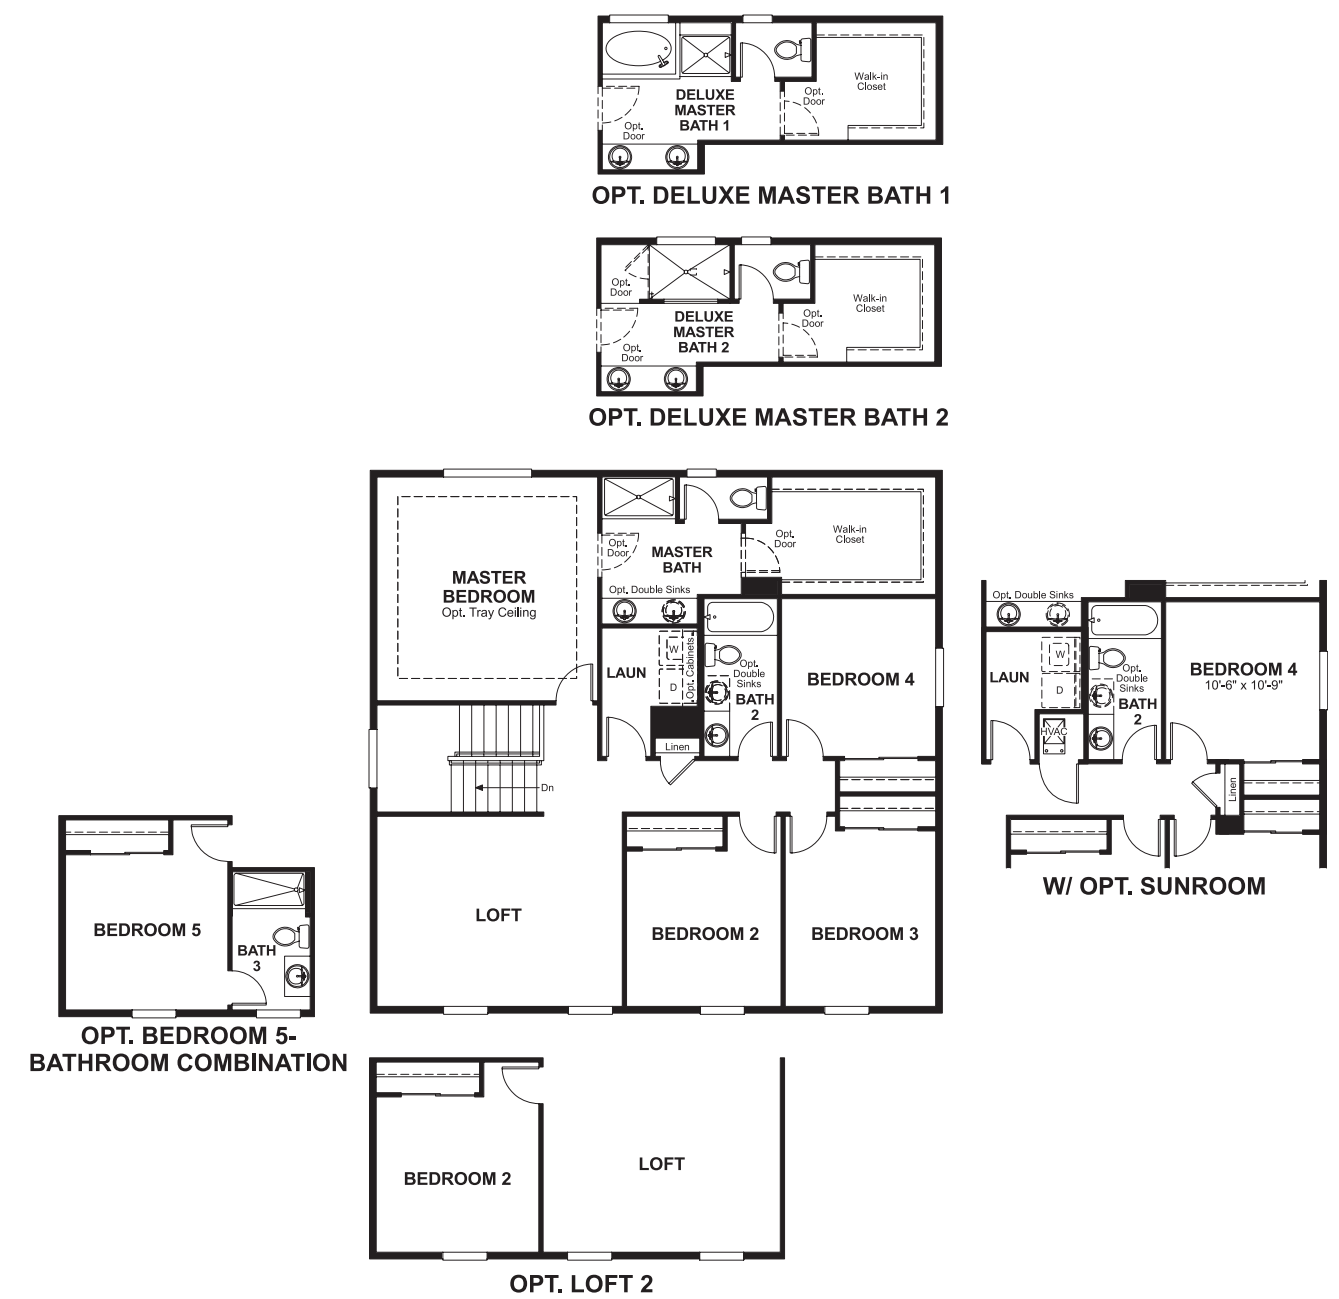 Walk-in
Closet
Opt.
Door
DELUXE
MASTER
BATH 1
Opt.
Door
OPT. DELUXE MASTER BATH 1
Opt.
Door
Walk-in
Closet
Opt.
Door
DELUXE
MASTER
BATH 2
Opt.
Door
OPT. DELUXE MASTER BATH 2
MASTER
BEDROOM
Opt. Tray Ceiling
Opt.
Door
MASTER
BATH
Opt.
Door
Walk-in
Closet
Opt. Double Sinks
LAUN
W
D
Opt. Cabinets
Opt.
Double
Sinks
BATH
2
BEDROOM 4
Linen
Dn
LOFT
BEDROOM 2
BEDROOM 3
Opt. Double Sinks
LAUN
W
D
HVAC
Opt.
Double
Sinks
BATH
2
BEDROOM 4
10'-6" x 10'-9"
Linen
W/ OPT. SUNROOM
BEDROOM 5
BATH
3
OPT. BEDROOM 5-
BATHROOM COMBINATION
BEDROOM 2
LOFT
OPT. LOFT 2